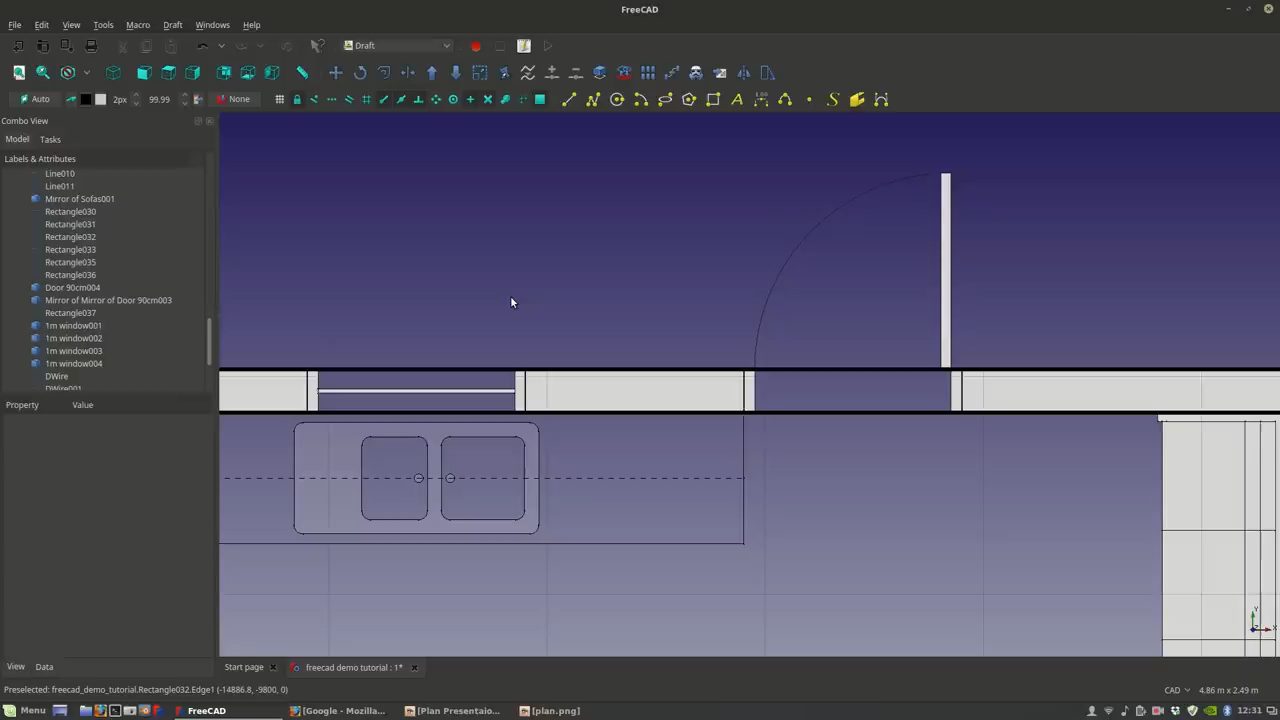 FreeCAD
File Edit View Tools Macro Draft Windows Help
Draft
Auto 2px 99.99 None
Combo View
Model Tasks
Labels & Attributes
Line010
Line011
Mirror of Sofas001
Rectangle030
Rectangle031
Rectangle032
Rectangle033
Rectangle035
Rectangle036
Door 90cm004
Mirror of Mirror of Door 90cm003
Rectangle037
1m window001
1m window002
1m window003
1m window004
DWire
DWire001
Property Value
View Data
Start page freecad demo tutorial : 1*
Preselected: freecad_demo_tutorial.Rectangle032.Edge1 (-14886.8, -9800, 0) CAD 4.86 m x 2.49 m
Menu FreeCAD [Google - Mozilla... [Plan Presentaio... [plan.png] 12:31